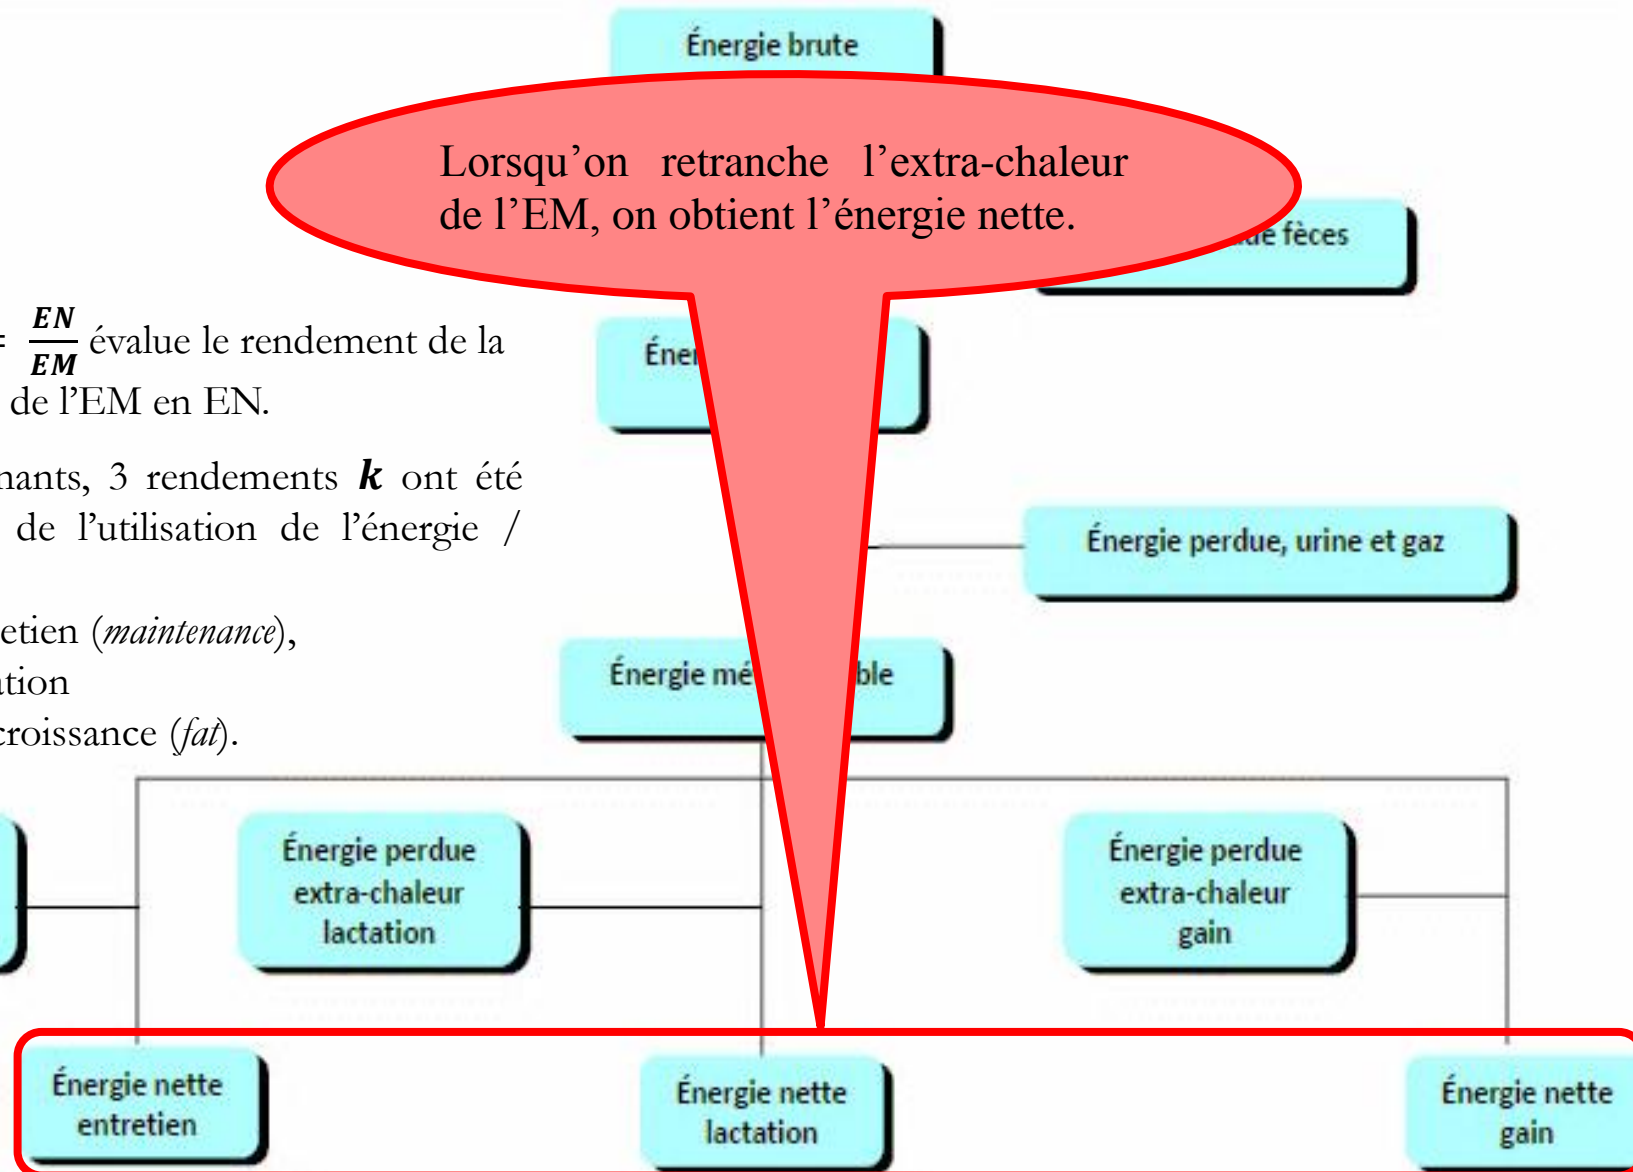 Énergie brute
Lorsqu’on retranche l’extra-chaleur
de l’EM, on obtient l’énergie nette.
fèces
= EN
EM évalue le rendement de la
de l’EM en EN.
3 rendements k ont été
de l’utilisation de l’énergie /
(maintenance),
croissance (fat).
Énergie perdue, urine et gaz
Énergie
Énergie perdue
extra-chaleur
lactation
Énergie perdue
extra-chaleur
gain
Énergie nette
entretien
Énergie nette
lactation
Énergie nette
gain